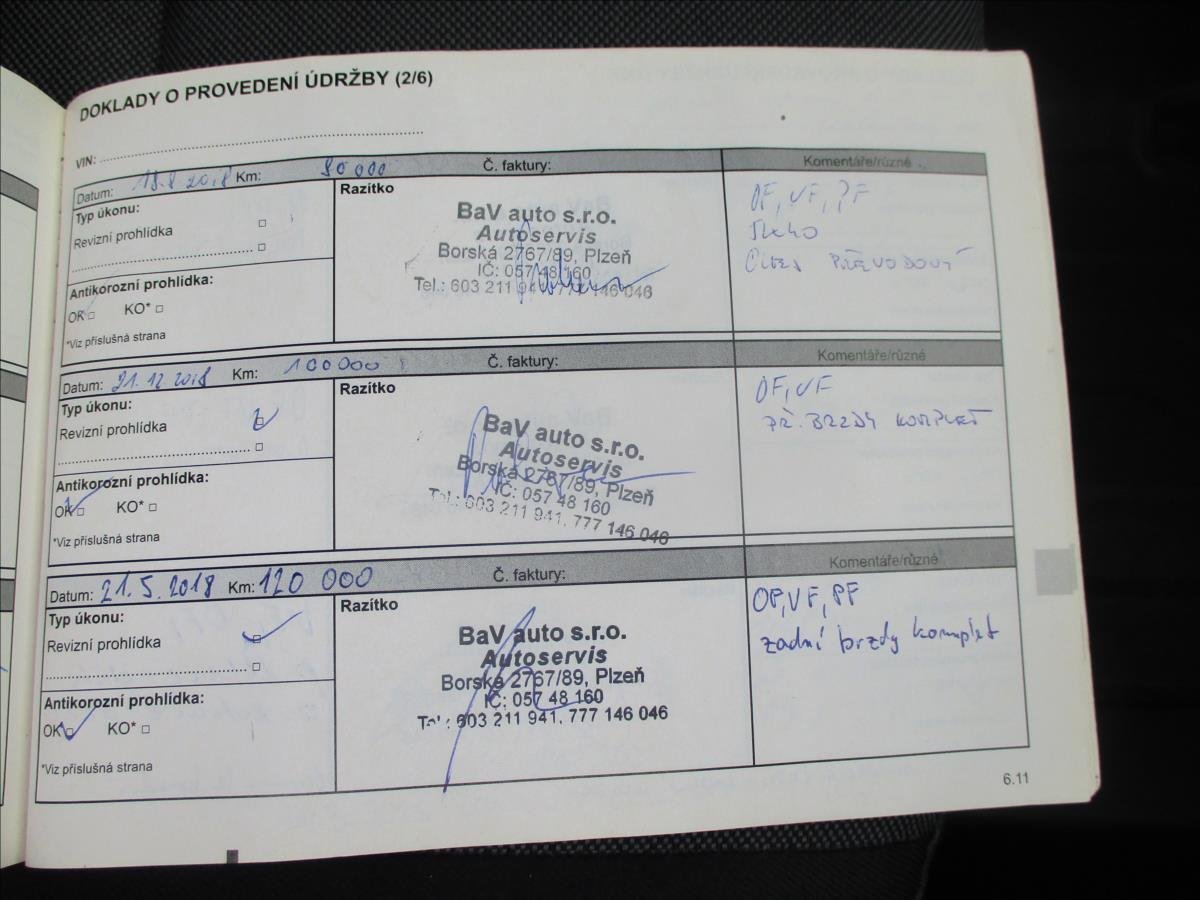 DOKLADY O PROVEDENÍ ÚDRŽBY (2/6)
VIN:
Datum: 18.8 2018 Km: 80 000 Č. faktury:
Komentáře/různé
Typ úkonu:
Revizní prohlídka □
□
Antikorozní prohlídka:
OK □ KO* □
*Viz příslušná strana
Razítko
BaV auto s.r.o.
Autoservis
Borská 2767/89, Plzeň
IČ: 057 48 160
Tel.: 603 211 941, 777 146 046
OF, VF, PF
PŘEVODOVÝ
Datum: 21.12 2018 Km: 100000 Č. faktury:
Komentáře/různé
Typ úkonu:
Revizní prohlídka □
□
Antikorozní prohlídka:
OK □ KO* □
*Viz příslušná strana
Razítko
BaV auto s.r.o.
Autoservis
Borská 2767/89, Plzeň
IČ: 057 48 160
Tel.: 603 211 941, 777 146 046
OF, VF
PŘ. BRZDY KOMPLET
Datum: 21.5.2018 Km: 120 000 Č. faktury:
Komentáře/různé
Typ úkonu:
Revizní prohlídka □
□
Antikorozní prohlídka:
OK □ KO* □
*Viz příslušná strana
Razítko
BaV auto s.r.o.
Autoservis
Borská 2767/89, Plzeň
IČ: 057 48 160
Tel.: 603 211 941, 777 146 046
OP, VF, PF
zadní brzdy komplet
6.11